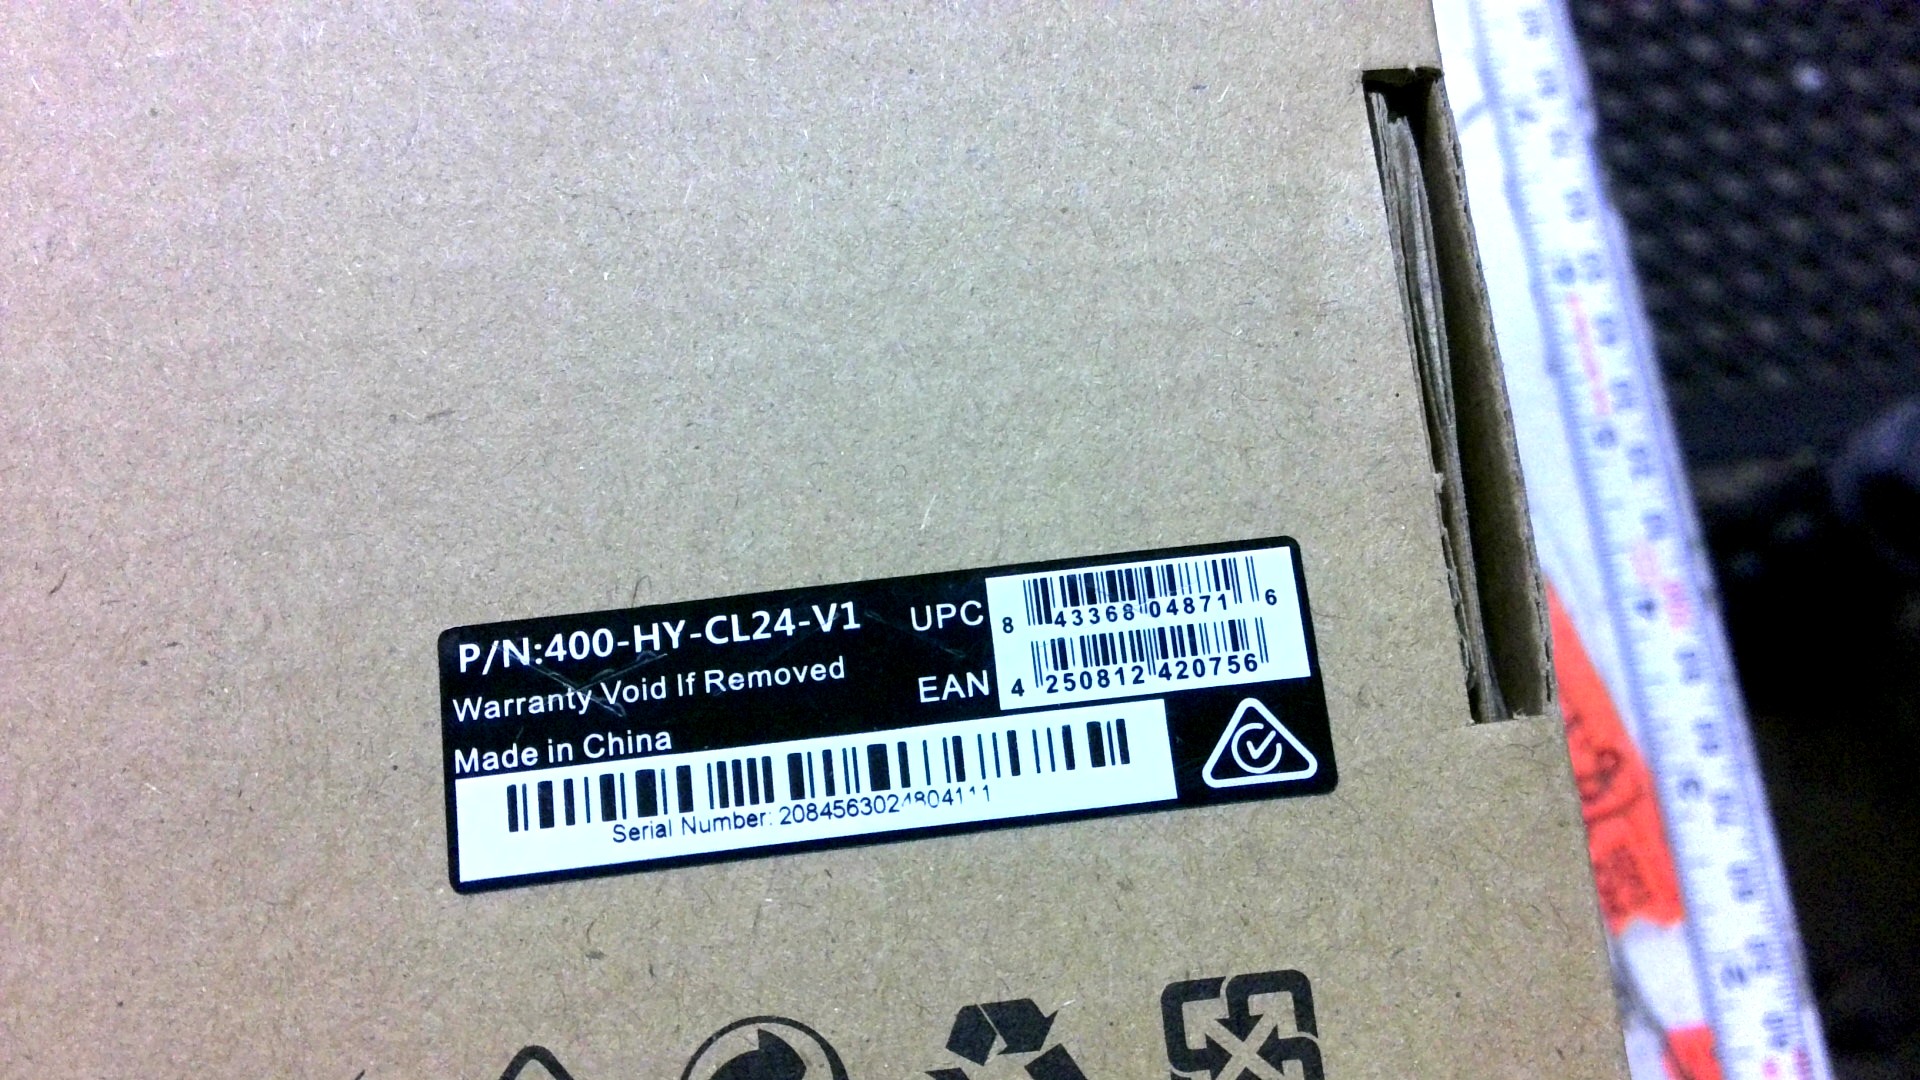 P/N:400-HY-CL24-V1
Warranty Void If Removed
Made in China
UPC
8 43368 04871 6
EAN
4 250812 420756
Serial Number: 2084563024804111